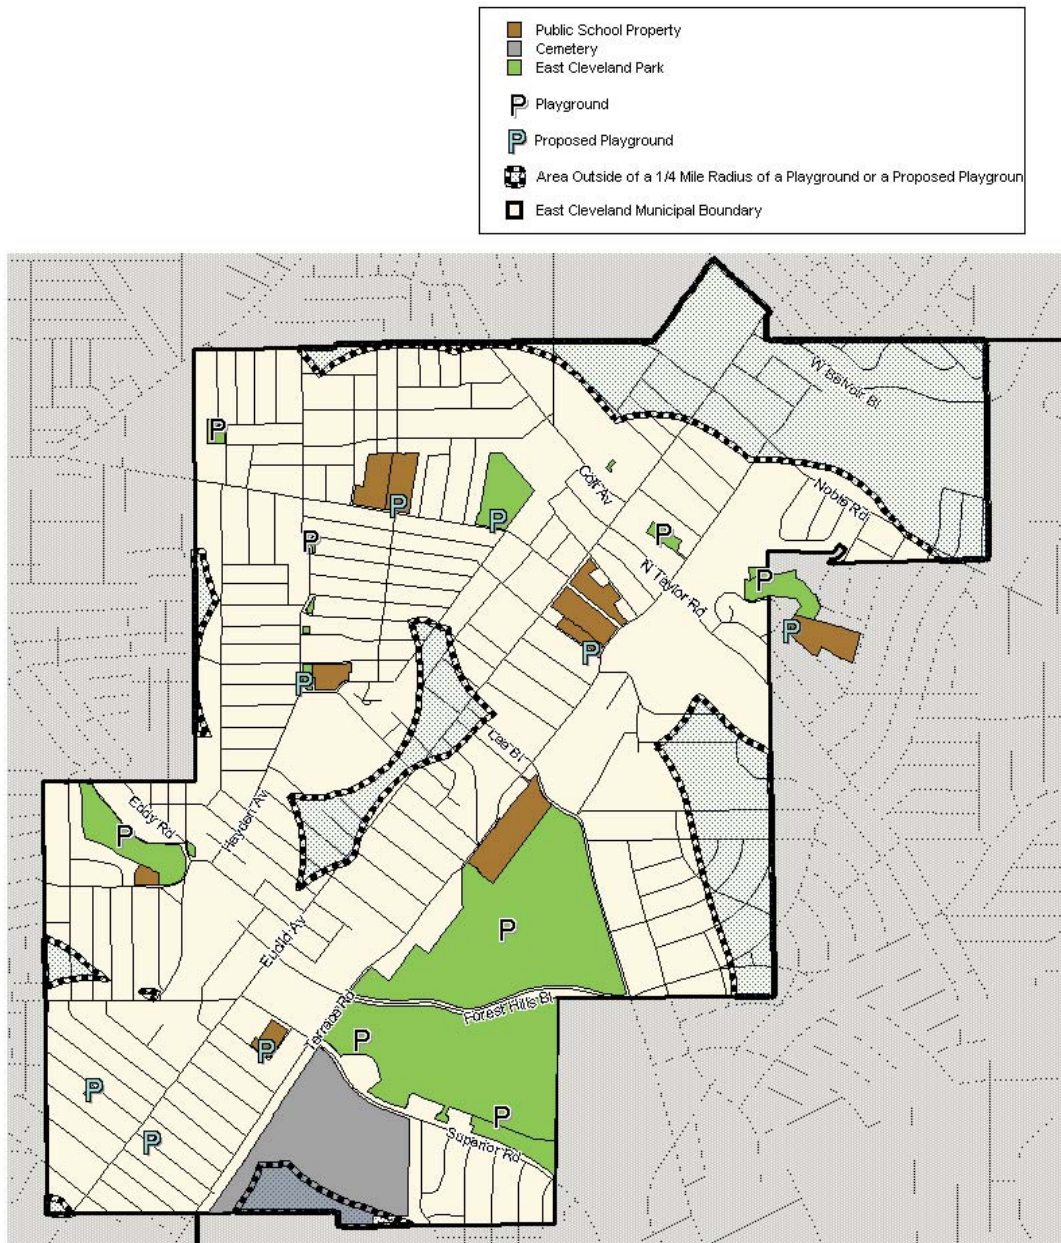 Public School Property
Cemetery
East Cleveland Park
P Playground
P Proposed Playground
Area Outside of a 1/4 Mile Radius of a Playground or a Proposed Playgroun
East Cleveland Municipal Boundary
W Belvoir Bl
P
Noble Rd
Golf Av
P
P
P
P
P
N Taylor Rd
P
P
P
P
Lee Bl
Eddy Rd
Hayden Av
P
Euclid Av
P
Terrace Rd
Forest Hills Bl
P
P
P
P
Superior Rd
P